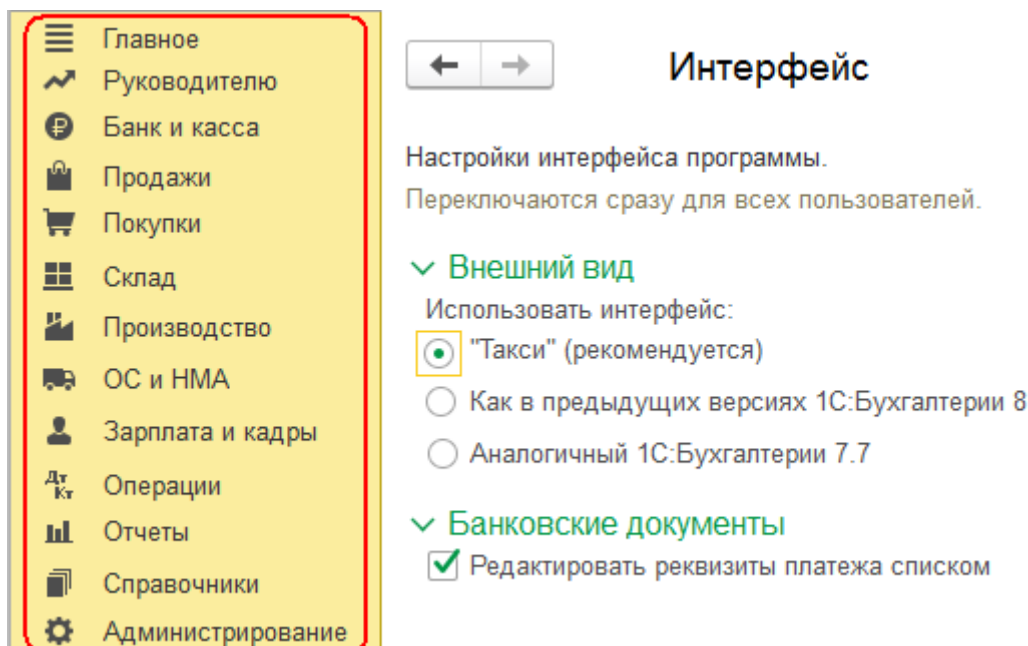 Главное
Руководителю
Банк и касса
Продажи
Покупки
Склад
Производство
ОС и НМА
Зарплата и кадры
Дт
Кт
Операции
Отчеты
Справочники
Администрирование
Интерфейс
Настройки интерфейса программы.
Переключаются сразу для всех пользователей.
Внешний вид
Использовать интерфейс:
"Такси" (рекомендуется)
Как в предыдущих версиях 1С:Бухгалтерии 8
Аналогичный 1С:Бухгалтерии 7.7
Банковские документы
Редактировать реквизиты платежа списком